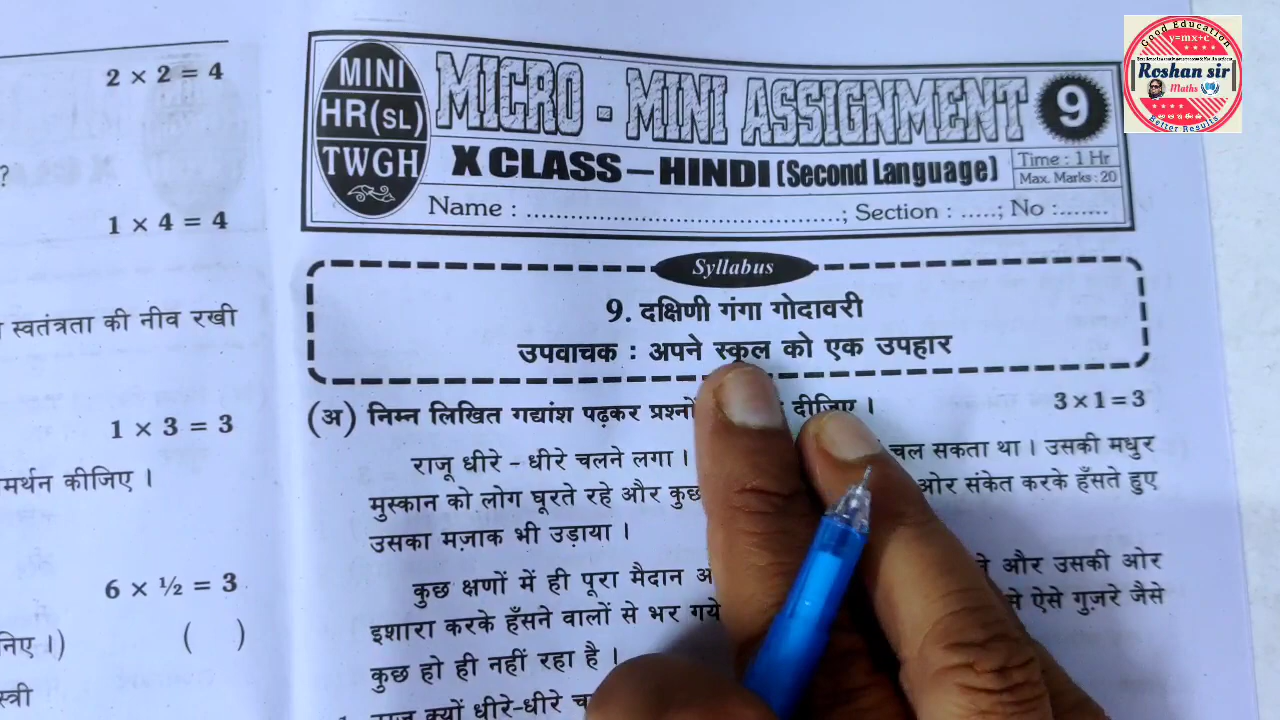 2 × 2 = 4
?
1 × 4 = 4
स्वतंत्रता की नीव रखी
1 × 3 = 3
मर्थन कीजिए ।
6 × ½ = 3
( )
स्त्री
MINI
HR(SL)
TWGH
MICRO - MINI ASSIGNMENT 9
X CLASS – HINDI (Second Language)
Time : 1 Hr
Max. Marks : 20
Name : ........................................; Section : .....; No :.......
Syllabus
9. दक्षिणी गंगा गोदावरी
उपवाचक : अपने स्कूल को एक उपहार
(अ) निम्न लिखित गद्यांश पढ़कर प्रश्नों दीजिए । 3×1=3
राजू धीरे - धीरे चलने लगा । चल सकता था । उसकी मधुर
मुस्कान को लोग घूरते रहे और कुछ ओर संकेत करके हँसते हुए
उसका मज़ाक भी उड़ाया ।
कुछ क्षणों में ही पूरा मैदान और उसकी ओर
इशारा करके हँसने वालों से भर गये ऐसे गुज़रे जैसे
कुछ हो ही नहीं रहा है ।
क्यों धीरे-धीरे
Good Education
y=mx+c
Roshan sir
Maths
Better Results